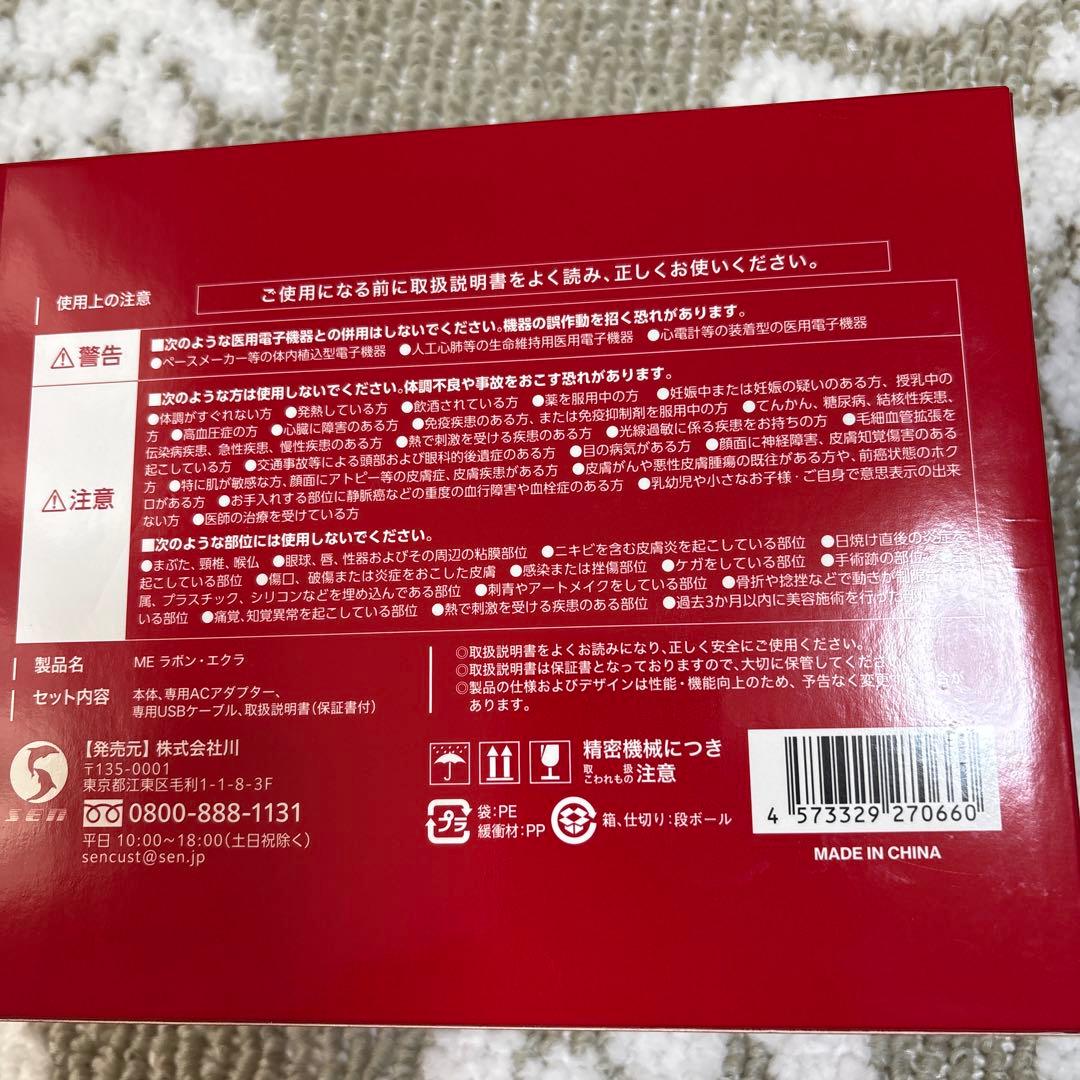 使用上の注意
ご使用になる前に取扱説明書をよく読み、正しくお使いください。
⚠警告
■次のような医用電子機器との併用はしないでください。機器の誤作動を招く恐れがあります。
●ペースメーカー等の体内植込型電子機器 ●人工心肺等の生命維持用医用電子機器 ●心電計等の装着型の医用電子機器
⚠注意
■次のような方は使用しないでください。体調不良や事故をおこす恐れがあります。
●体調がすぐれない方 ●発熱している方 ●飲酒されている方 ●薬を服用中の方 ●妊娠中または妊娠の疑いのある方、授乳中の
方 ●高血圧症の方 ●心臓に障害のある方 ●免疫疾患のある方、または免疫抑制剤を服用中の方 ●てんかん、糖尿病、結核性疾患、
伝染病疾患、急性疾患、慢性疾患のある方 ●熱で刺激を受ける疾患のある方 ●光線過敏に係る疾患をお持ちの方 ●毛細血管拡張を
起こしている方 ●交通事故等による頭部および眼科的後遺症のある方 ●目の病気がある方 ●顔面に神経障害、皮膚知覚傷害のある
方 ●特に肌が敏感な方、顔面にアトピー等の皮膚症、皮膚疾患がある方 ●皮膚がんや悪性皮膚腫瘍の既往がある方や、前癌状態のホク
ロがある方 ●お手入れする部位に静脈癌などの重度の血行障害や血栓症のある方 ●乳幼児や小さなお子様・ご自身で意思表示の出来
ない方 ●医師の治療を受けている方
■次のような部位には使用しないでください。
●まぶた、頸椎、喉仏 ●眼球、唇、性器およびその周辺の粘膜部位 ●ニキビを含む皮膚炎を起こしている部位 ●日焼け直後の炎症を
起こしている部位 ●傷口、破傷または炎症をおこした皮膚 ●感染または挫傷部位 ●ケガをしている部位 ●手術跡の部位
属、プラスチック、シリコンなどを埋め込んである部位 ●刺青やアートメイクをしている部位 ●骨折や捻挫などで動きが制限
いる部位 ●痛覚、知覚異常を起こしている部位 ●熱で刺激を受ける疾患のある部位 ●過去3か月以内に美容施術を行った部位
製品名 ME ラボン・エクラ
セット内容 本体、専用ACアダプター、
専用USBケーブル、取扱説明書（保証書付）
◎取扱説明書をよくお読みになり、正しく安全にご使用ください。
◎取扱説明書は保証書となっておりますので、大切に保管してくださ
◎製品の仕様およびデザインは性能・機能向上のため、予告なく変更する場合が
あります。
SEN
【発売元】株式会社川
〒135-0001
東京都江東区毛利1-1-8-3F
0800-888-1131
平日 10:00〜18:00（土日祝除く）
sencust@sen.jp
精密機械につき
取扱注意
こわれもの
プラ
袋：PE
緩衝材：PP
箱、仕切り：段ボール
4 573329 270660
MADE IN CHINA